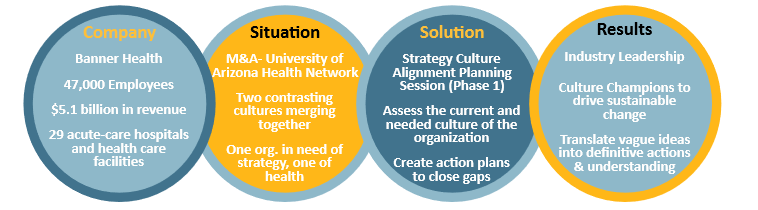 Company
Banner Health
47,000 Employees
$5.1 billion in revenue
29 acute-care hospitals
and health care
facilities
Situation
M&A- University of
Arizona Health Network
Two contrasting
cultures merging
together
One org. in need of
strategy, one of
health
Solution
Strategy Culture
Alignment Planning
Session (Phase 1)
Assess the current and
needed culture of the
organization
Create action plans
to close gaps
Results
Industry Leadership
Culture Champions to
drive sustainable
change
Translate vague ideas
into definitive actions
& understanding